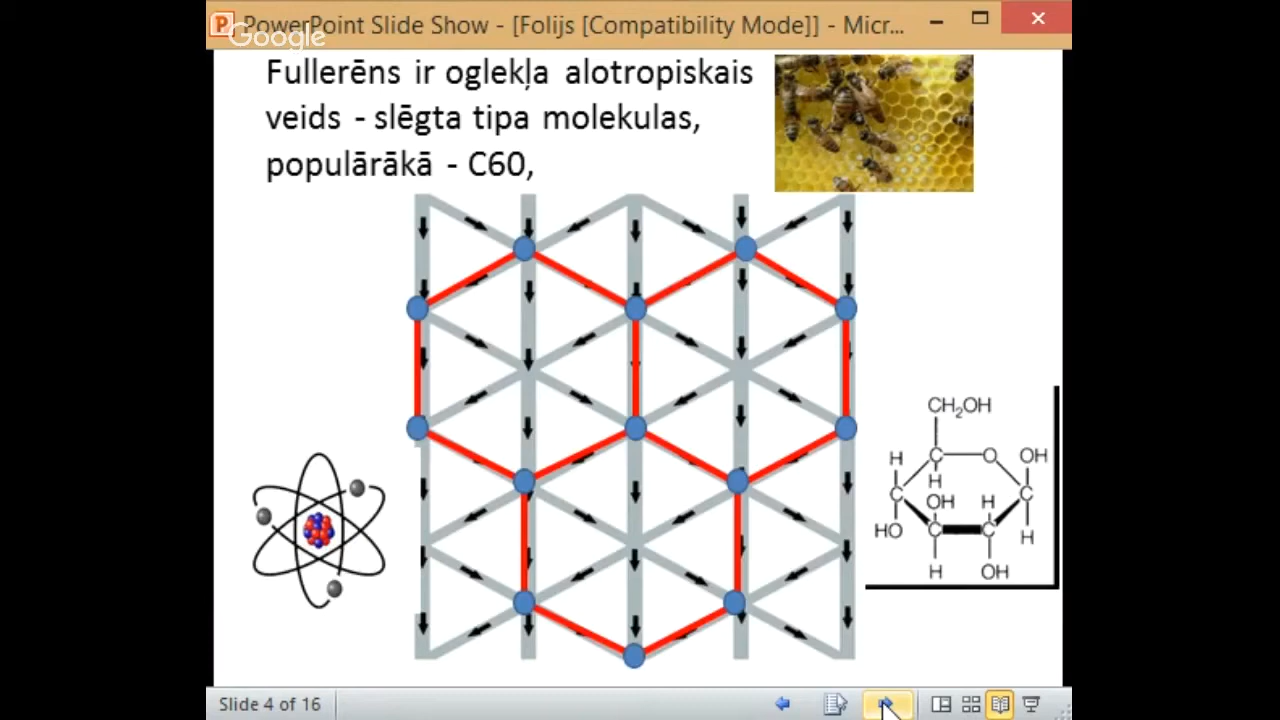 PowerPoint Slide Show - [Folijs [Compatibility Mode]] - Micr...
Google
Fullerēns ir oglekļa alotropiskais
veids - slēgta tipa molekulas,
populārākā - C60,
CH₂OH
H C O OH
H
C OH H C
HO C C H
H OH
Slide 4 of 16